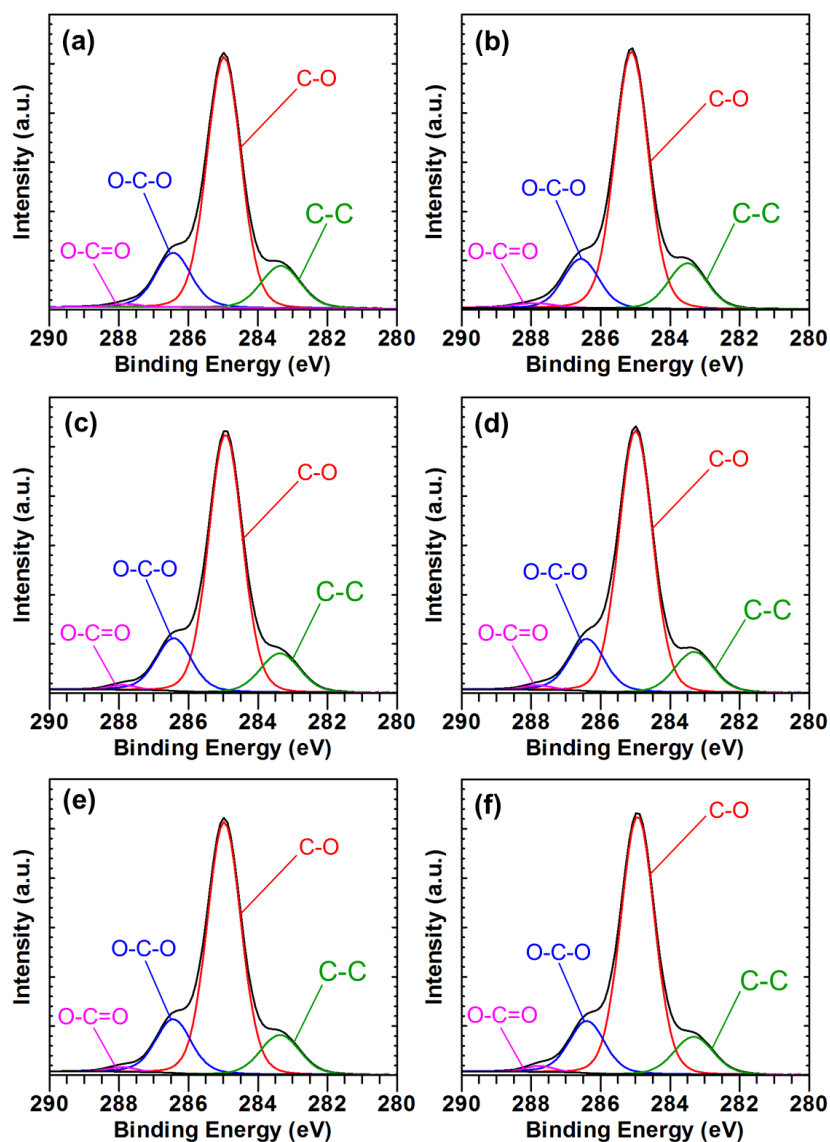 (a)
C-O
O-C-O
C-C
O-C=O
Intensity (a.u.)
290 288 286 284 282 280
Binding Energy (eV)
(b)
C-O
O-C-O
C-C
O-C=O
Intensity (a.u.)
290 288 286 284 282 280
Binding Energy (eV)
(c)
C-O
O-C-O
C-C
O-C=O
Intensity (a.u.)
290 288 286 284 282 280
Binding Energy (eV)
(d)
C-O
O-C-O
C-C
O-C=O
Intensity (a.u.)
290 288 286 284 282 280
Binding Energy (eV)
(e)
C-O
O-C-O
C-C
O-C=O
Intensity (a.u.)
290 288 286 284 282 280
Binding Energy (eV)
(f)
C-O
O-C-O
C-C
O-C=O
Intensity (a.u.)
290 288 286 284 282 280
Binding Energy (eV)